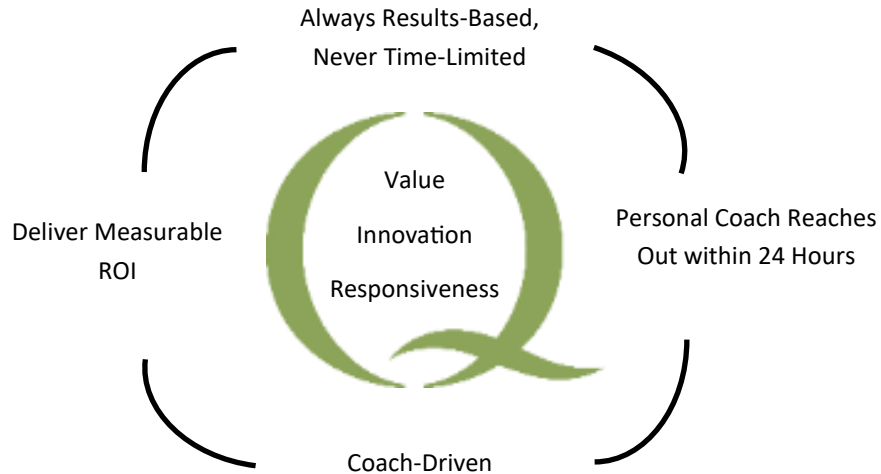 Always Results-Based,
Never Time-Limited
Value
Innovation
Responsiveness
Deliver Measurable
ROI
Personal Coach Reaches
Out within 24 Hours
Coach-Driven